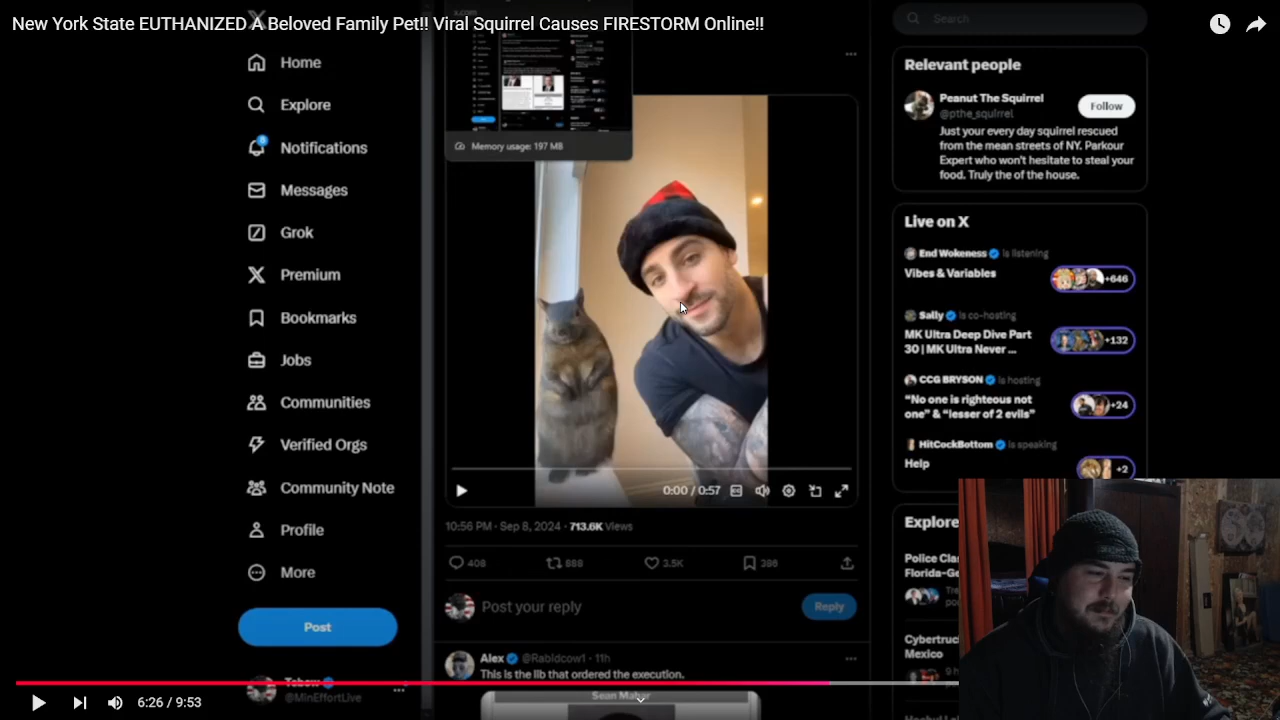 New York State EUTHANIZED A Beloved Family Pet!! Viral Squirrel Causes FIRESTORM Online!!
Home
Explore
Notifications
Messages
Grok
Premium
Bookmarks
Jobs
Communities
Verified Orgs
Community Note
Profile
More
Post
@MinEffortLive
Memory usage: 197 MB
0:00 / 0:57
10:56 PM · Sep 8, 2024 · 713.6K Views
408
888
3.5K
386
Post your reply
Reply
Alex @Rabldcow1 · 11h
This is the lib that ordered the execution.
Sean Mahar
Search
Relevant people
Peanut The Squirrel
@pthe_squirrel
Follow
Just your every day squirrel rescued
from the mean streets of NY. Parkour
Expert who won't hesitate to steal your
food. Truly the of the house.
Live on X
End Wokeness is listening
Vibes & Variables
+646
Sally is co-hosting
MK Ultra Deep Dive Part
30 | MK Ultra Never ...
+132
CCG BRYSON is hosting
"No one is righteous not
one" & "lesser of 2 evils"
+24
HitCockBottom is speaking
Help
+2
Explore
Police Cla
Florida-Ge
Cybertruc
Mexico
6:26 / 9:53